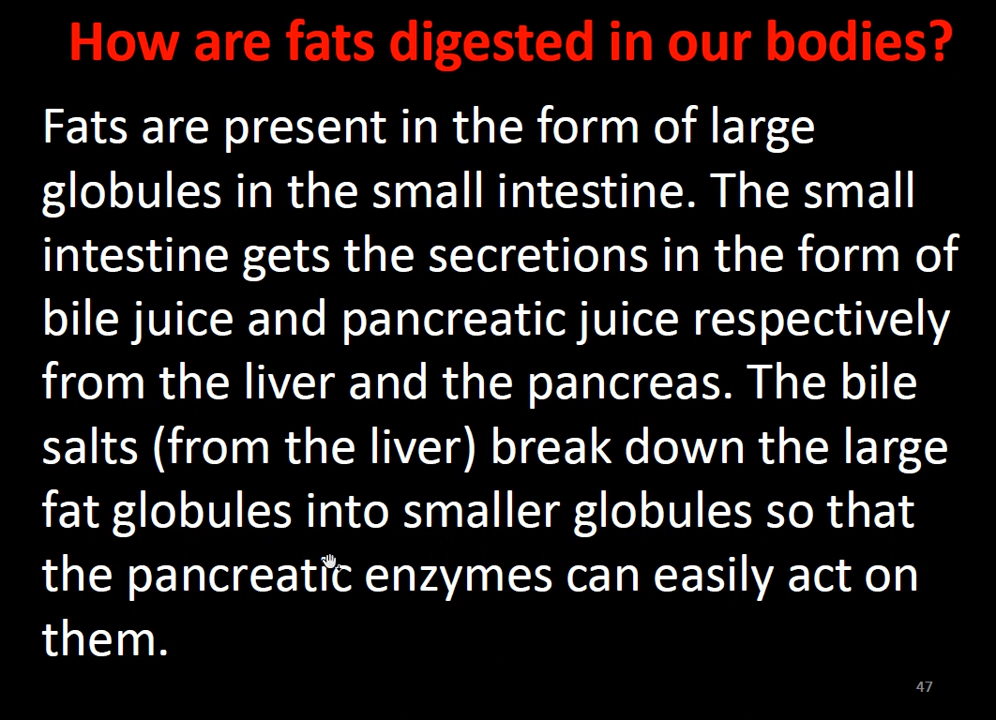 How are fats digested in our bodies?
Fats are present in the form of large
globules in the small intestine. The small
intestine gets the secretions in the form of
bile juice and pancreatic juice respectively
from the liver and the pancreas. The bile
salts (from the liver) break down the large
fat globules into smaller globules so that
the pancreatic enzymes can easily act on
them.
47